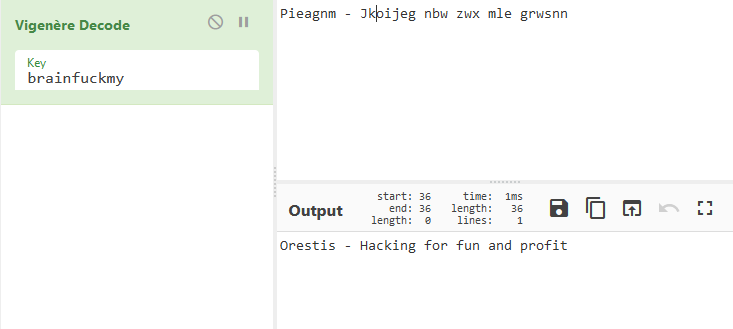 Vigenère Decode
Key
brainfuckmy
Pieagnm - Jkoijeg nbw zwx mle grwsnn
Output
start: 36 time: 1ms
end: 36 length: 36
length: 0 lines: 1
Orestis - Hacking for fun and profit